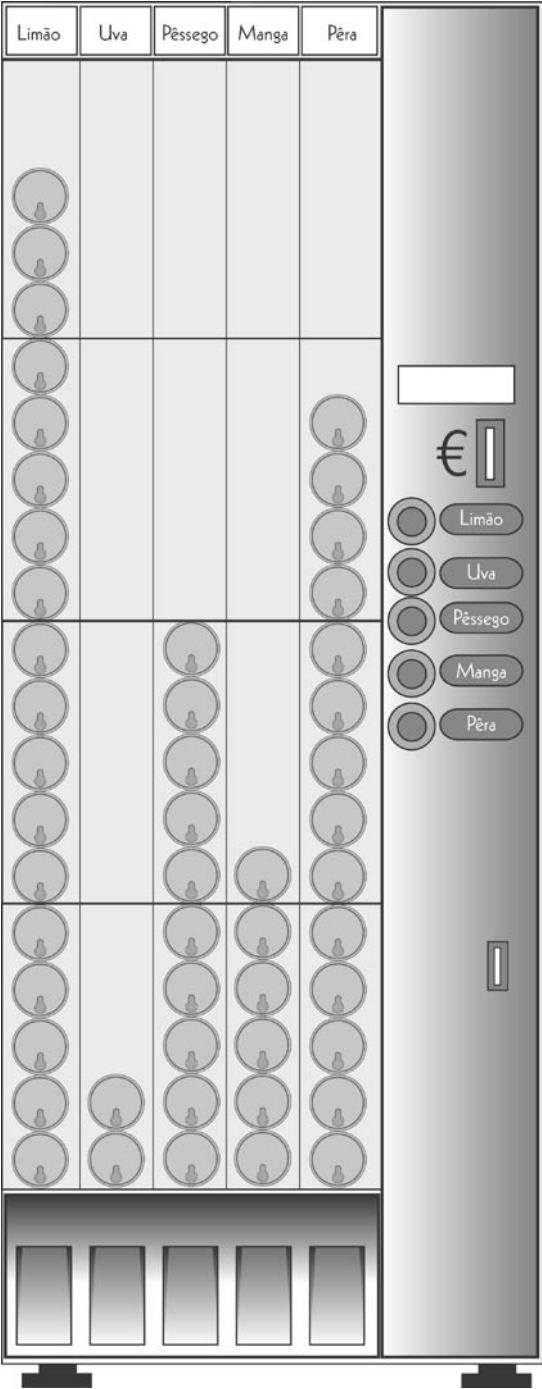 Limão Uva Pêssego Manga Pêra
€
Limão
Uva
Pêssego
Manga
Pêra